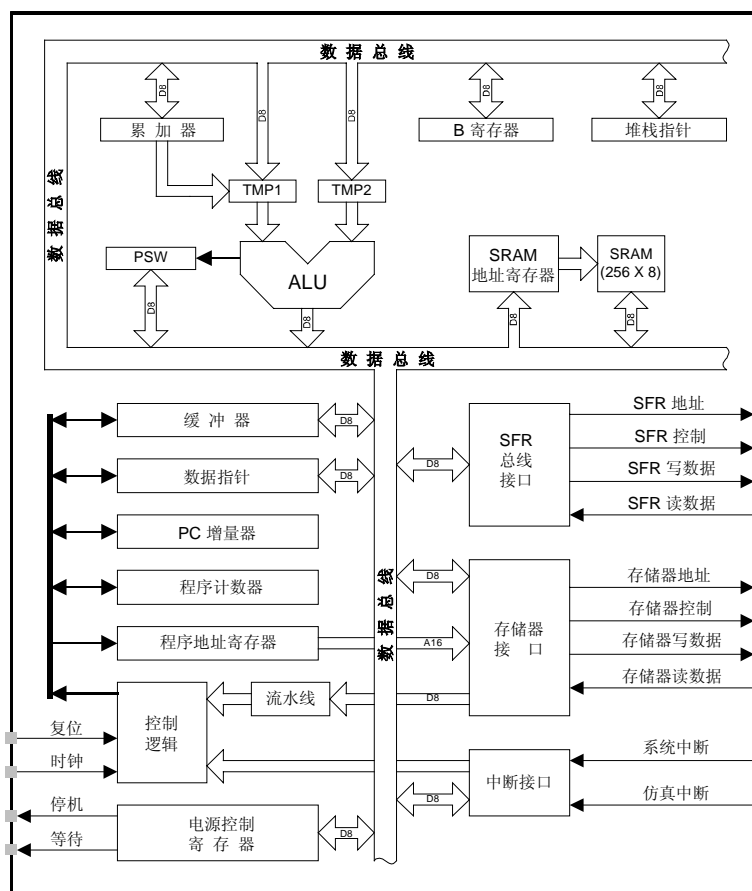 数 据 总 线
D8
D8
D8
D8
D8
累 加 器
B 寄存器
堆栈指针
数 据 总 线
TMP1
TMP2
PSW
ALU
SRAM
地址寄存器
SRAM
(256 X 8)
D8
D8
D8
D8
数 据 总 线
缓 冲 器
D8
SFR
总线
接口
D8
SFR 地址
SFR 控制
SFR 写数据
SFR 读数据
数据指针
D8
PC 增量器
程序计数器
数 据 总 线
D8
存储器
接 口
存储器地址
存储器控制
存储器写数据
存储器读数据
程序地址寄存器
A16
控制
逻辑
流水线
D8
复位
时钟
中断接口
D8
系统中断
仿真中断
停机
等待
电源控制
寄 存 器
D8